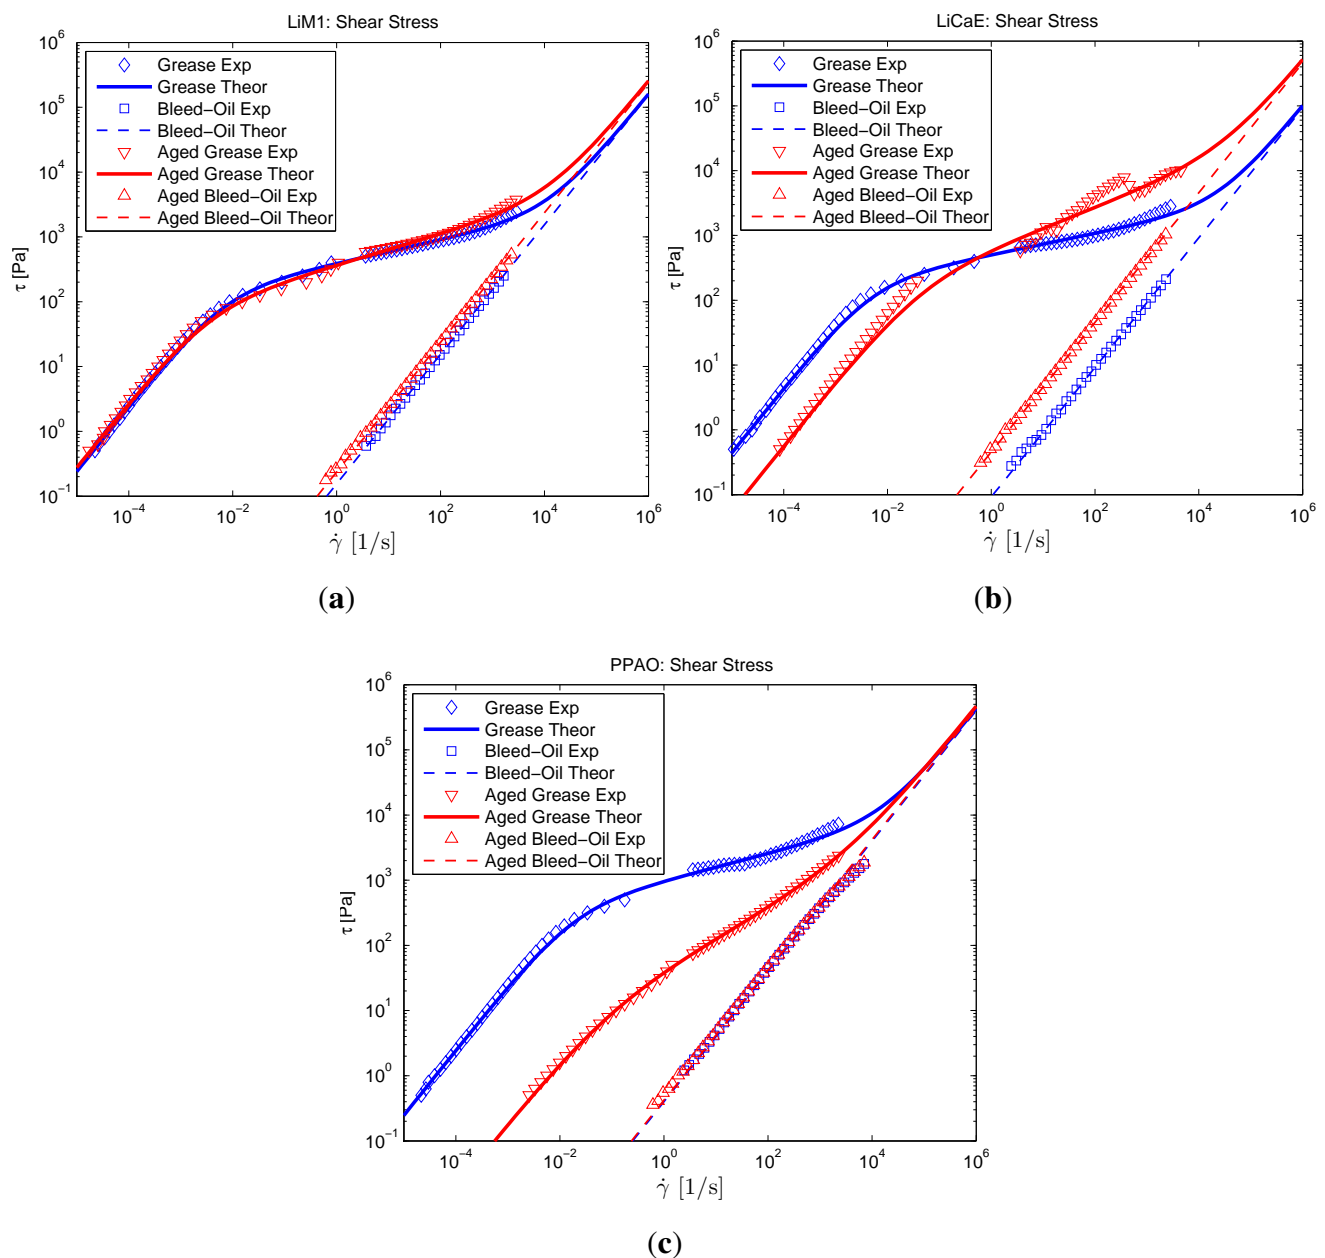 LiM1: Shear Stress
10^6
10^5
10^4
10^3
10^2
10^1
10^0
10^−1
τ [Pa]
Grease Exp
Grease Theor
Bleed−Oil Exp
Bleed−Oil Theor
Aged Grease Exp
Aged Grease Theor
Aged Bleed−Oil Exp
Aged Bleed−Oil Theor
10^−4 10^−2 10^0 10^2 10^4 10^6
γ̇ [1/s]
(a)
LiCaE: Shear Stress
10^6
10^5
10^4
10^3
10^2
10^1
10^0
10^−1
τ [Pa]
Grease Exp
Grease Theor
Bleed−Oil Exp
Bleed−Oil Theor
Aged Grease Exp
Aged Grease Theor
Aged Bleed−Oil Exp
Aged Bleed−Oil Theor
10^−4 10^−2 10^0 10^2 10^4 10^6
γ̇ [1/s]
(b)
PPAO: Shear Stress
10^6
10^5
10^4
10^3
10^2
10^1
10^0
10^−1
τ [Pa]
Grease Exp
Grease Theor
Bleed−Oil Exp
Bleed−Oil Theor
Aged Grease Exp
Aged Grease Theor
Aged Bleed−Oil Exp
Aged Bleed−Oil Theor
10^−4 10^−2 10^0 10^2 10^4 10^6
γ̇ [1/s]
(c)